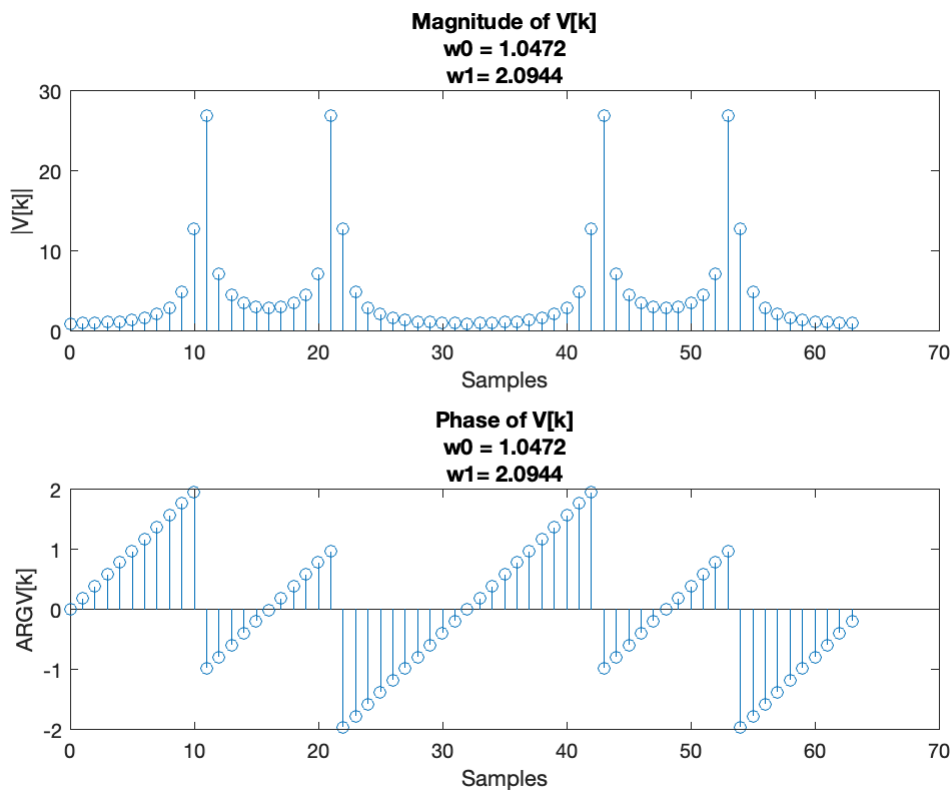 Magnitude of V[k]
w0 = 1.0472
w1= 2.0944
30
20
10
0
|V[k]|
0 10 20 30 40 50 60 70
Samples
Phase of V[k]
w0 = 1.0472
w1= 2.0944
2
1
0
-1
-2
ARGV[k]
0 10 20 30 40 50 60 70
Samples